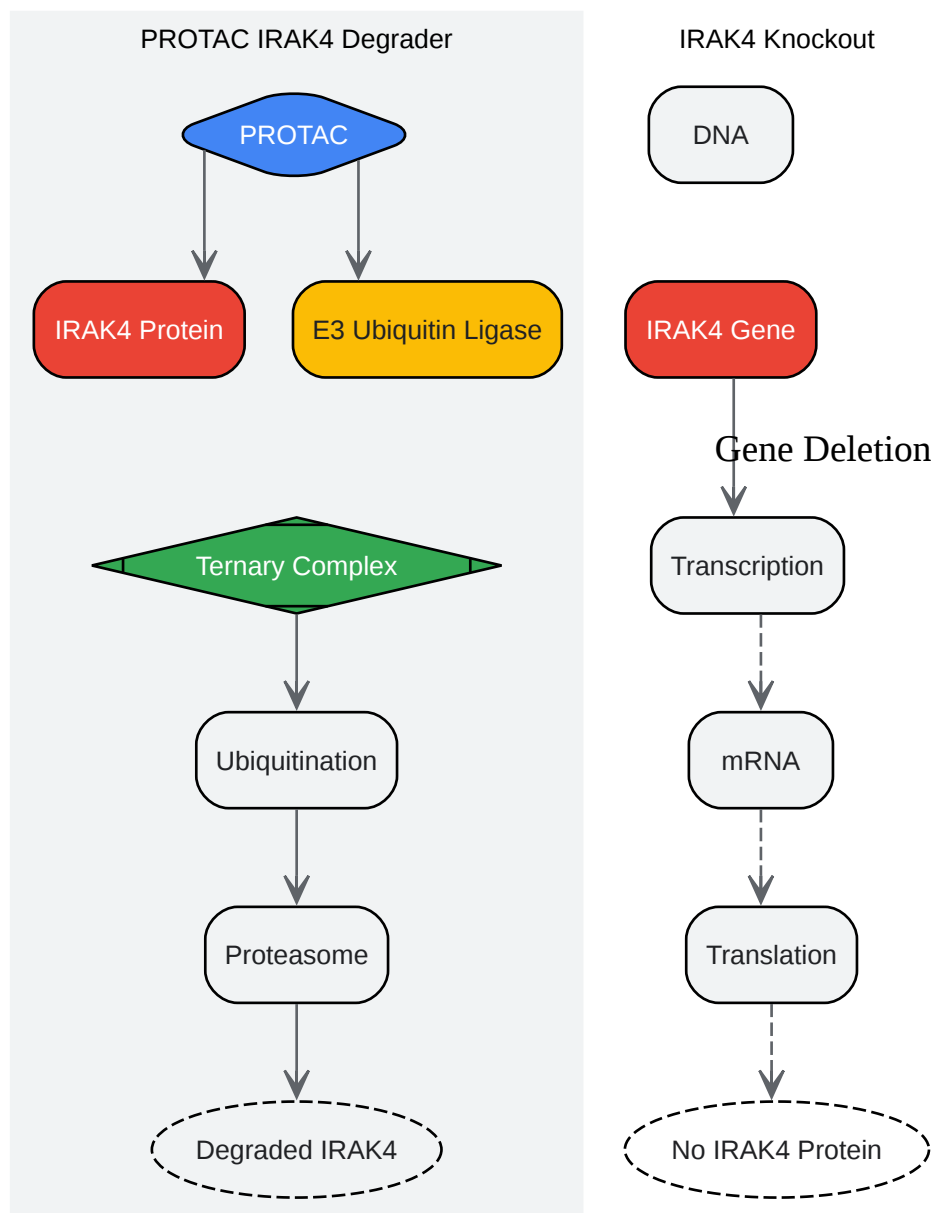 PROTAC IRAK4 Degrader
PROTAC
IRAK4 Protein
E3 Ubiquitin Ligase
Ternary Complex
Ubiquitination
Proteasome
Degraded IRAK4
IRAK4 Knockout
DNA
IRAK4 Gene
Gene Deletion
Transcription
mRNA
Translation
No IRAK4 Protein